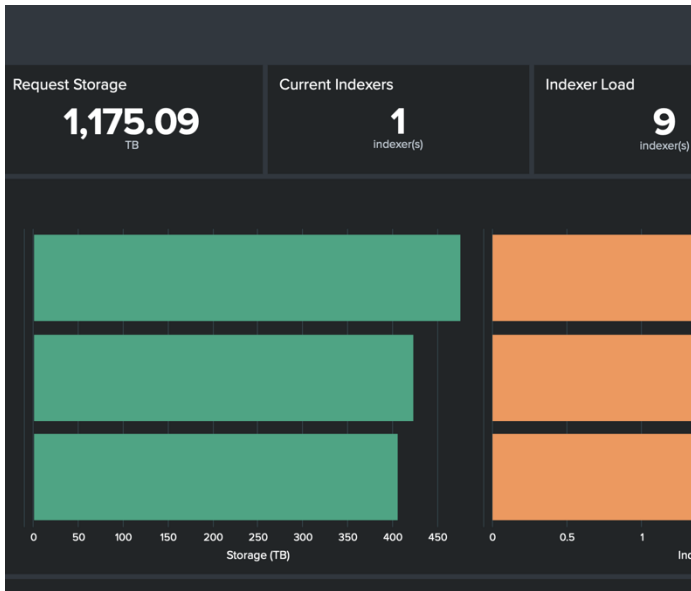 Request Storage
1,175.09
TB
Current Indexers
1
indexer(s)
Indexer Load
9
indexer(s)
0 50 100 150 200 250 300 350 400 450
Storage (TB)
0 0.5 1